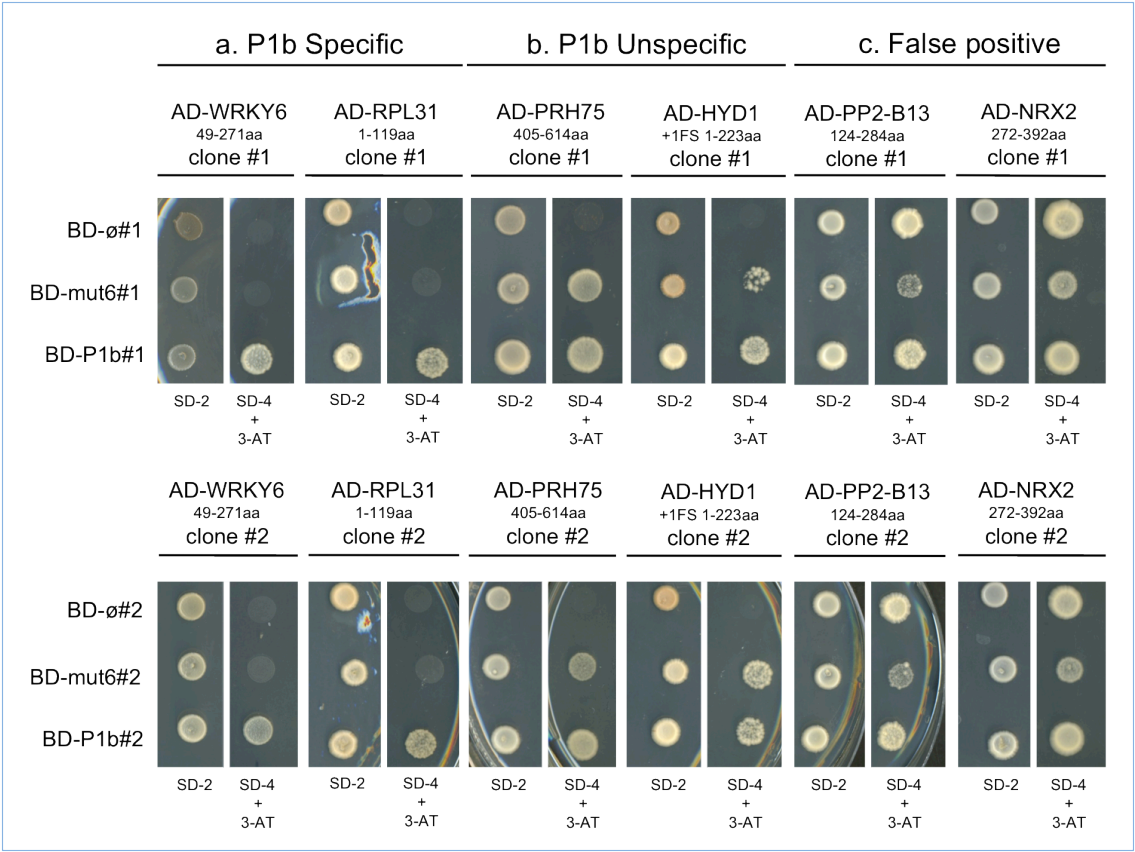 a. P1b Specific b. P1b Unspecific c. False positive
AD-WRKY6 AD-RPL31 AD-PRH75 AD-HYD1 AD-PP2-B13 AD-NRX2
49-271aa 1-119aa 405-614aa +1FS 1-223aa 124-284aa 272-392aa
clone #1 clone #1 clone #1 clone #1 clone #1 clone #1
BD-ø#1
BD-mut6#1
BD-P1b#1
SD-2 SD-4 SD-2 SD-4 SD-2 SD-4 SD-2 SD-4 SD-2 SD-4 SD-2 SD-4
+ + + + + +
3-AT 3-AT 3-AT 3-AT 3-AT 3-AT
AD-WRKY6 AD-RPL31 AD-PRH75 AD-HYD1 AD-PP2-B13 AD-NRX2
49-271aa 1-119aa 405-614aa +1FS 1-223aa 124-284aa 272-392aa
clone #2 clone #2 clone #2 clone #2 clone #2 clone #2
BD-ø#2
BD-mut6#2
BD-P1b#2
SD-2 SD-4 SD-2 SD-4 SD-2 SD-4 SD-2 SD-4 SD-2 SD-4 SD-2 SD-4
+ + + + + +
3-AT 3-AT 3-AT 3-AT 3-AT 3-AT